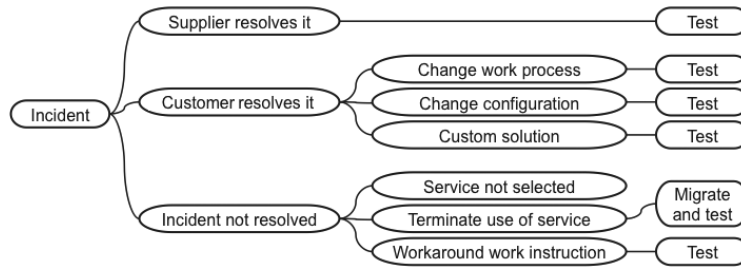 Supplier resolves it
Test
Change work process
Test
Incident
Customer resolves it
Change configuration
Test
Custom solution
Test
Service not selected
Migrate
and test
Incident not resolved
Terminate use of service
Workaround work instruction
Test